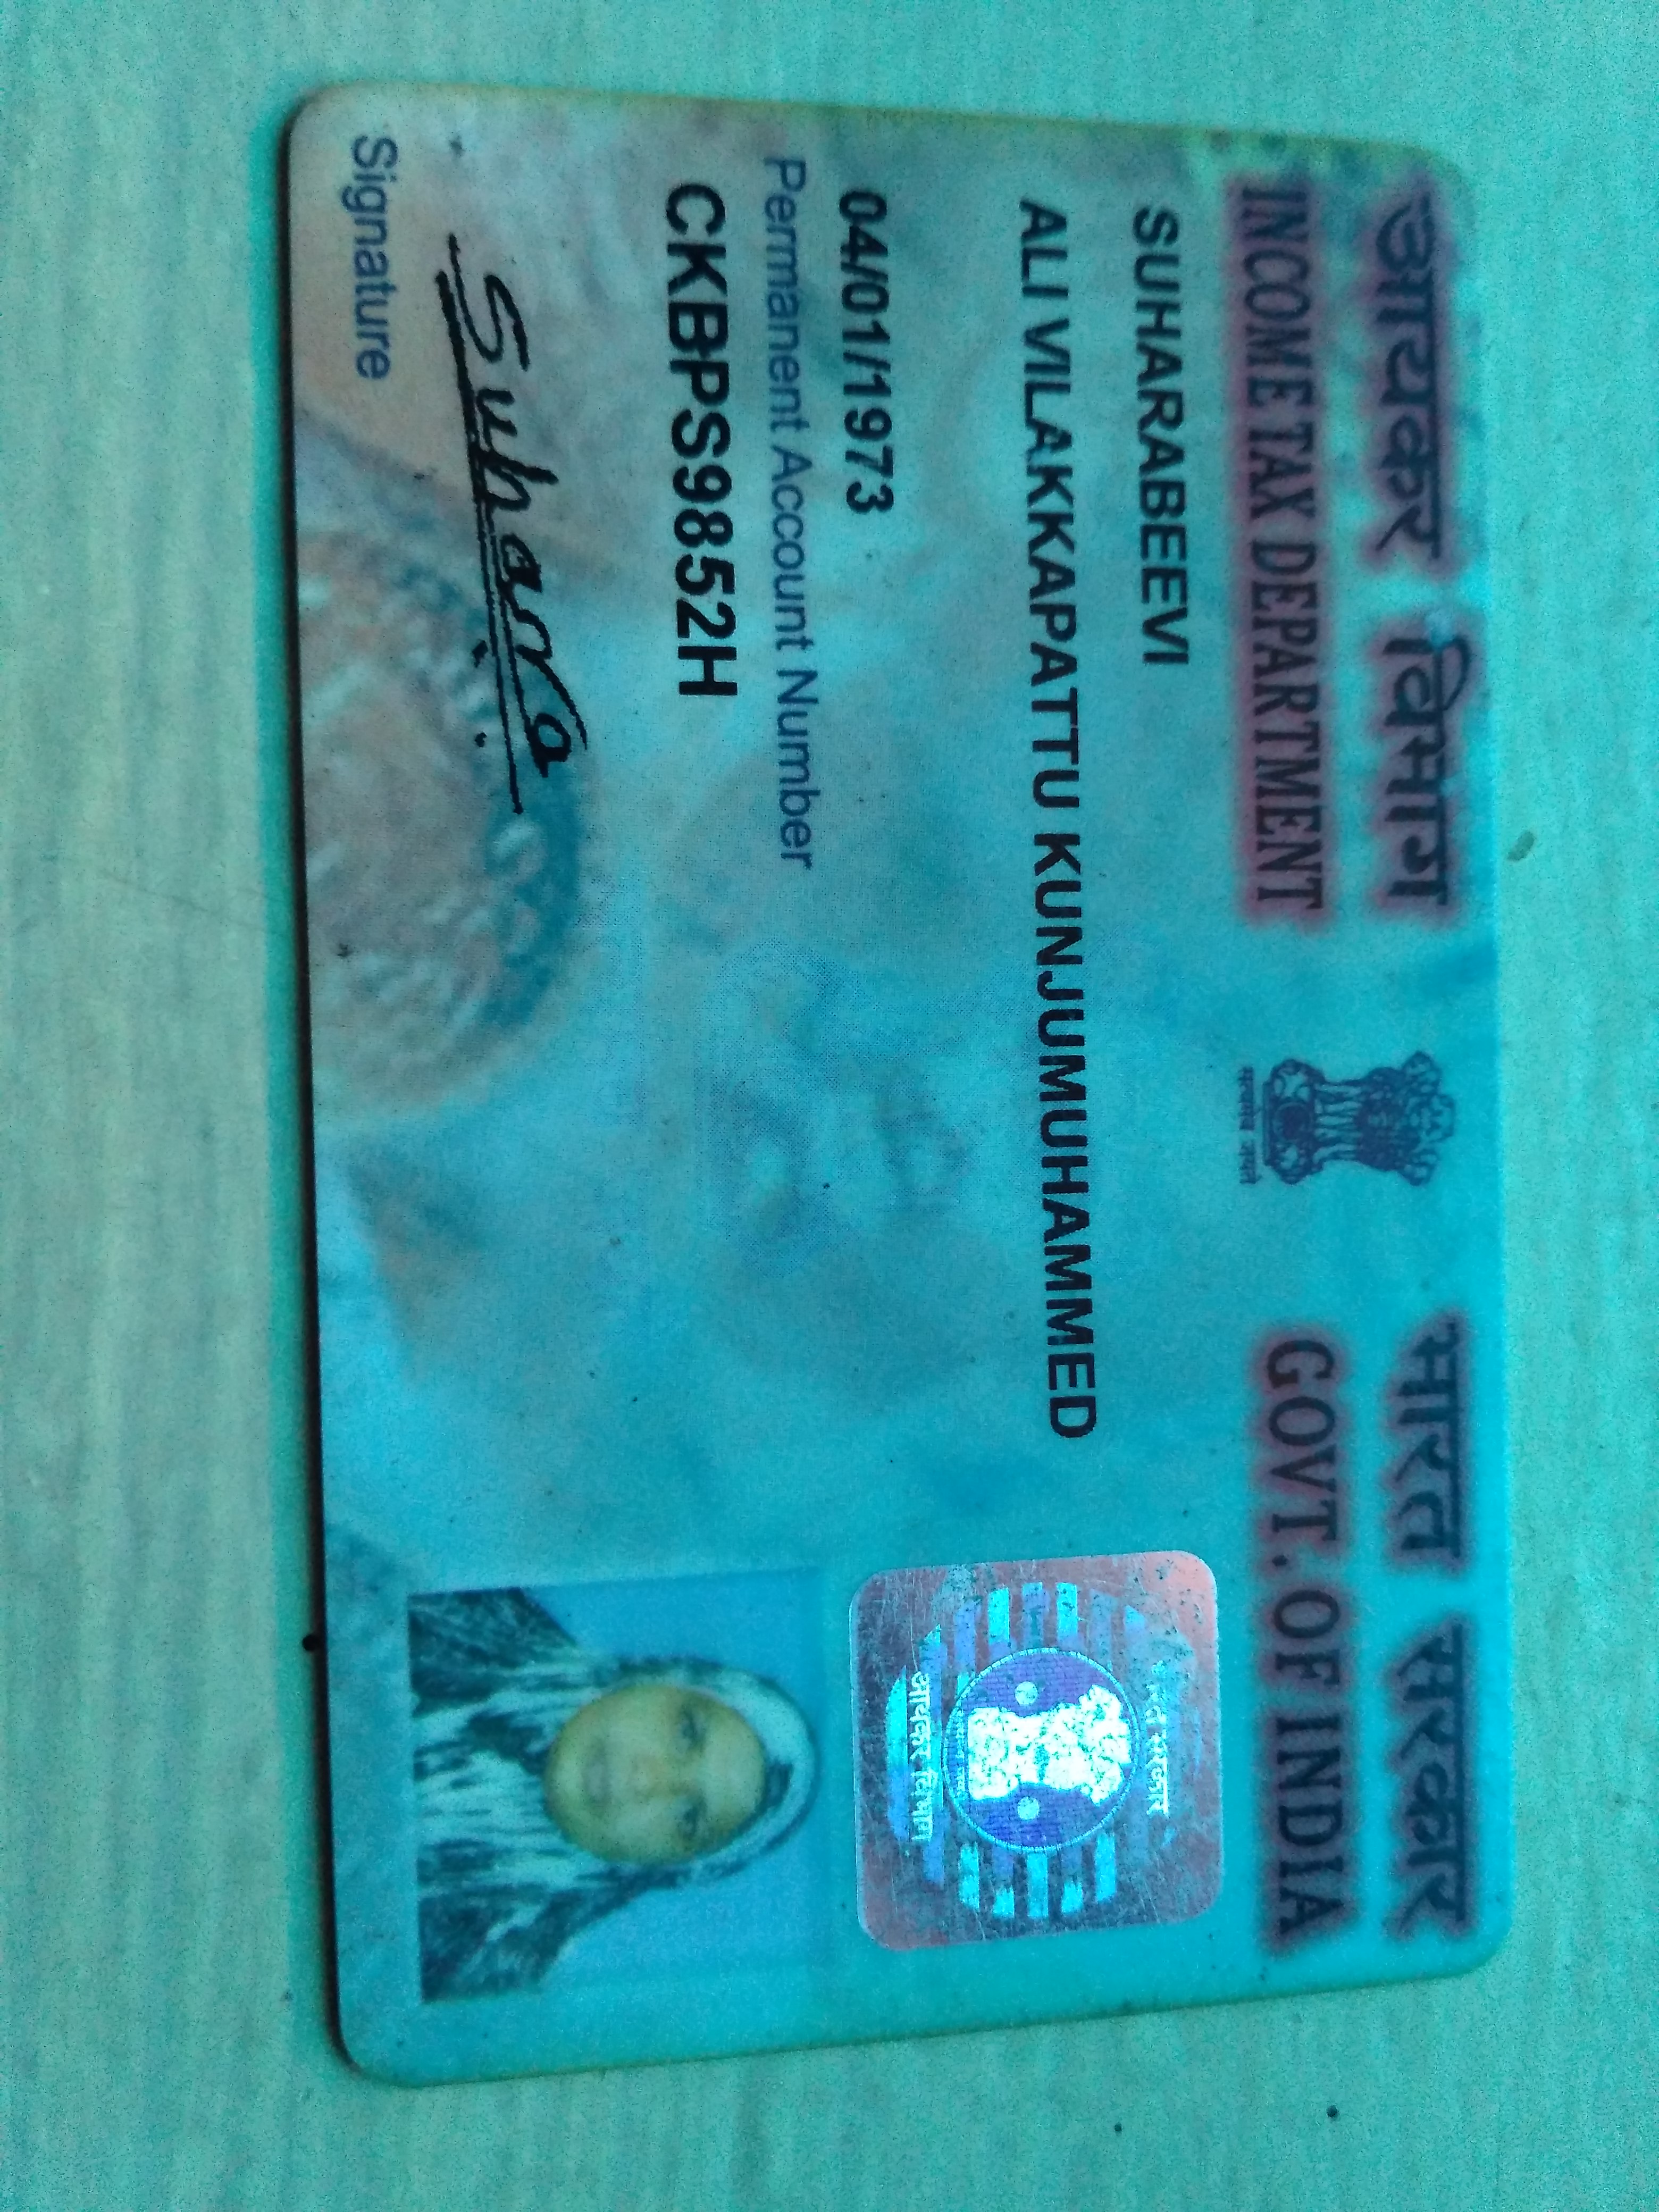 आयकर विभाग
INCOME TAX DEPARTMENT
सत्यमेव जयते
भारत सरकार
GOVT. OF INDIA
SUHARABEEVI
ALI VILAKKAPATTU KUNJUMUHAMMED
04/01/1973
Permanent Account Number
CKBPS9852H
Suhara
Signature
भारत सरकार
आयकर विभाग